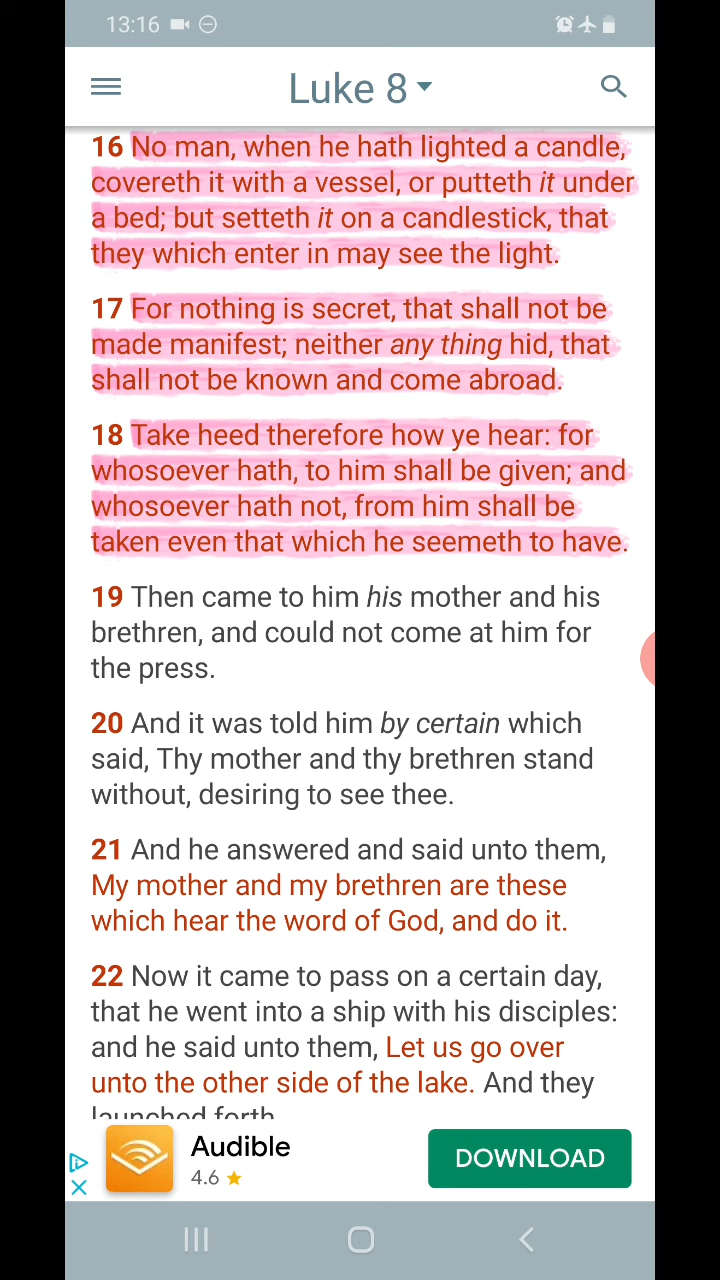 13:16
Luke 8
16 No man, when he hath lighted a candle,
covereth it with a vessel, or putteth it under
a bed; but setteth it on a candlestick, that
they which enter in may see the light.
17 For nothing is secret, that shall not be
made manifest; neither any thing hid, that
shall not be known and come abroad.
18 Take heed therefore how ye hear: for
whosoever hath, to him shall be given; and
whosoever hath not, from him shall be
taken even that which he seemeth to have.
19 Then came to him his mother and his
brethren, and could not come at him for
the press.
20 And it was told him by certain which
said, Thy mother and thy brethren stand
without, desiring to see thee.
21 And he answered and said unto them,
My mother and my brethren are these
which hear the word of God, and do it.
22 Now it came to pass on a certain day,
that he went into a ship with his disciples:
and he said unto them, Let us go over
unto the other side of the lake. And they
launched forth
Audible
4.6
DOWNLOAD